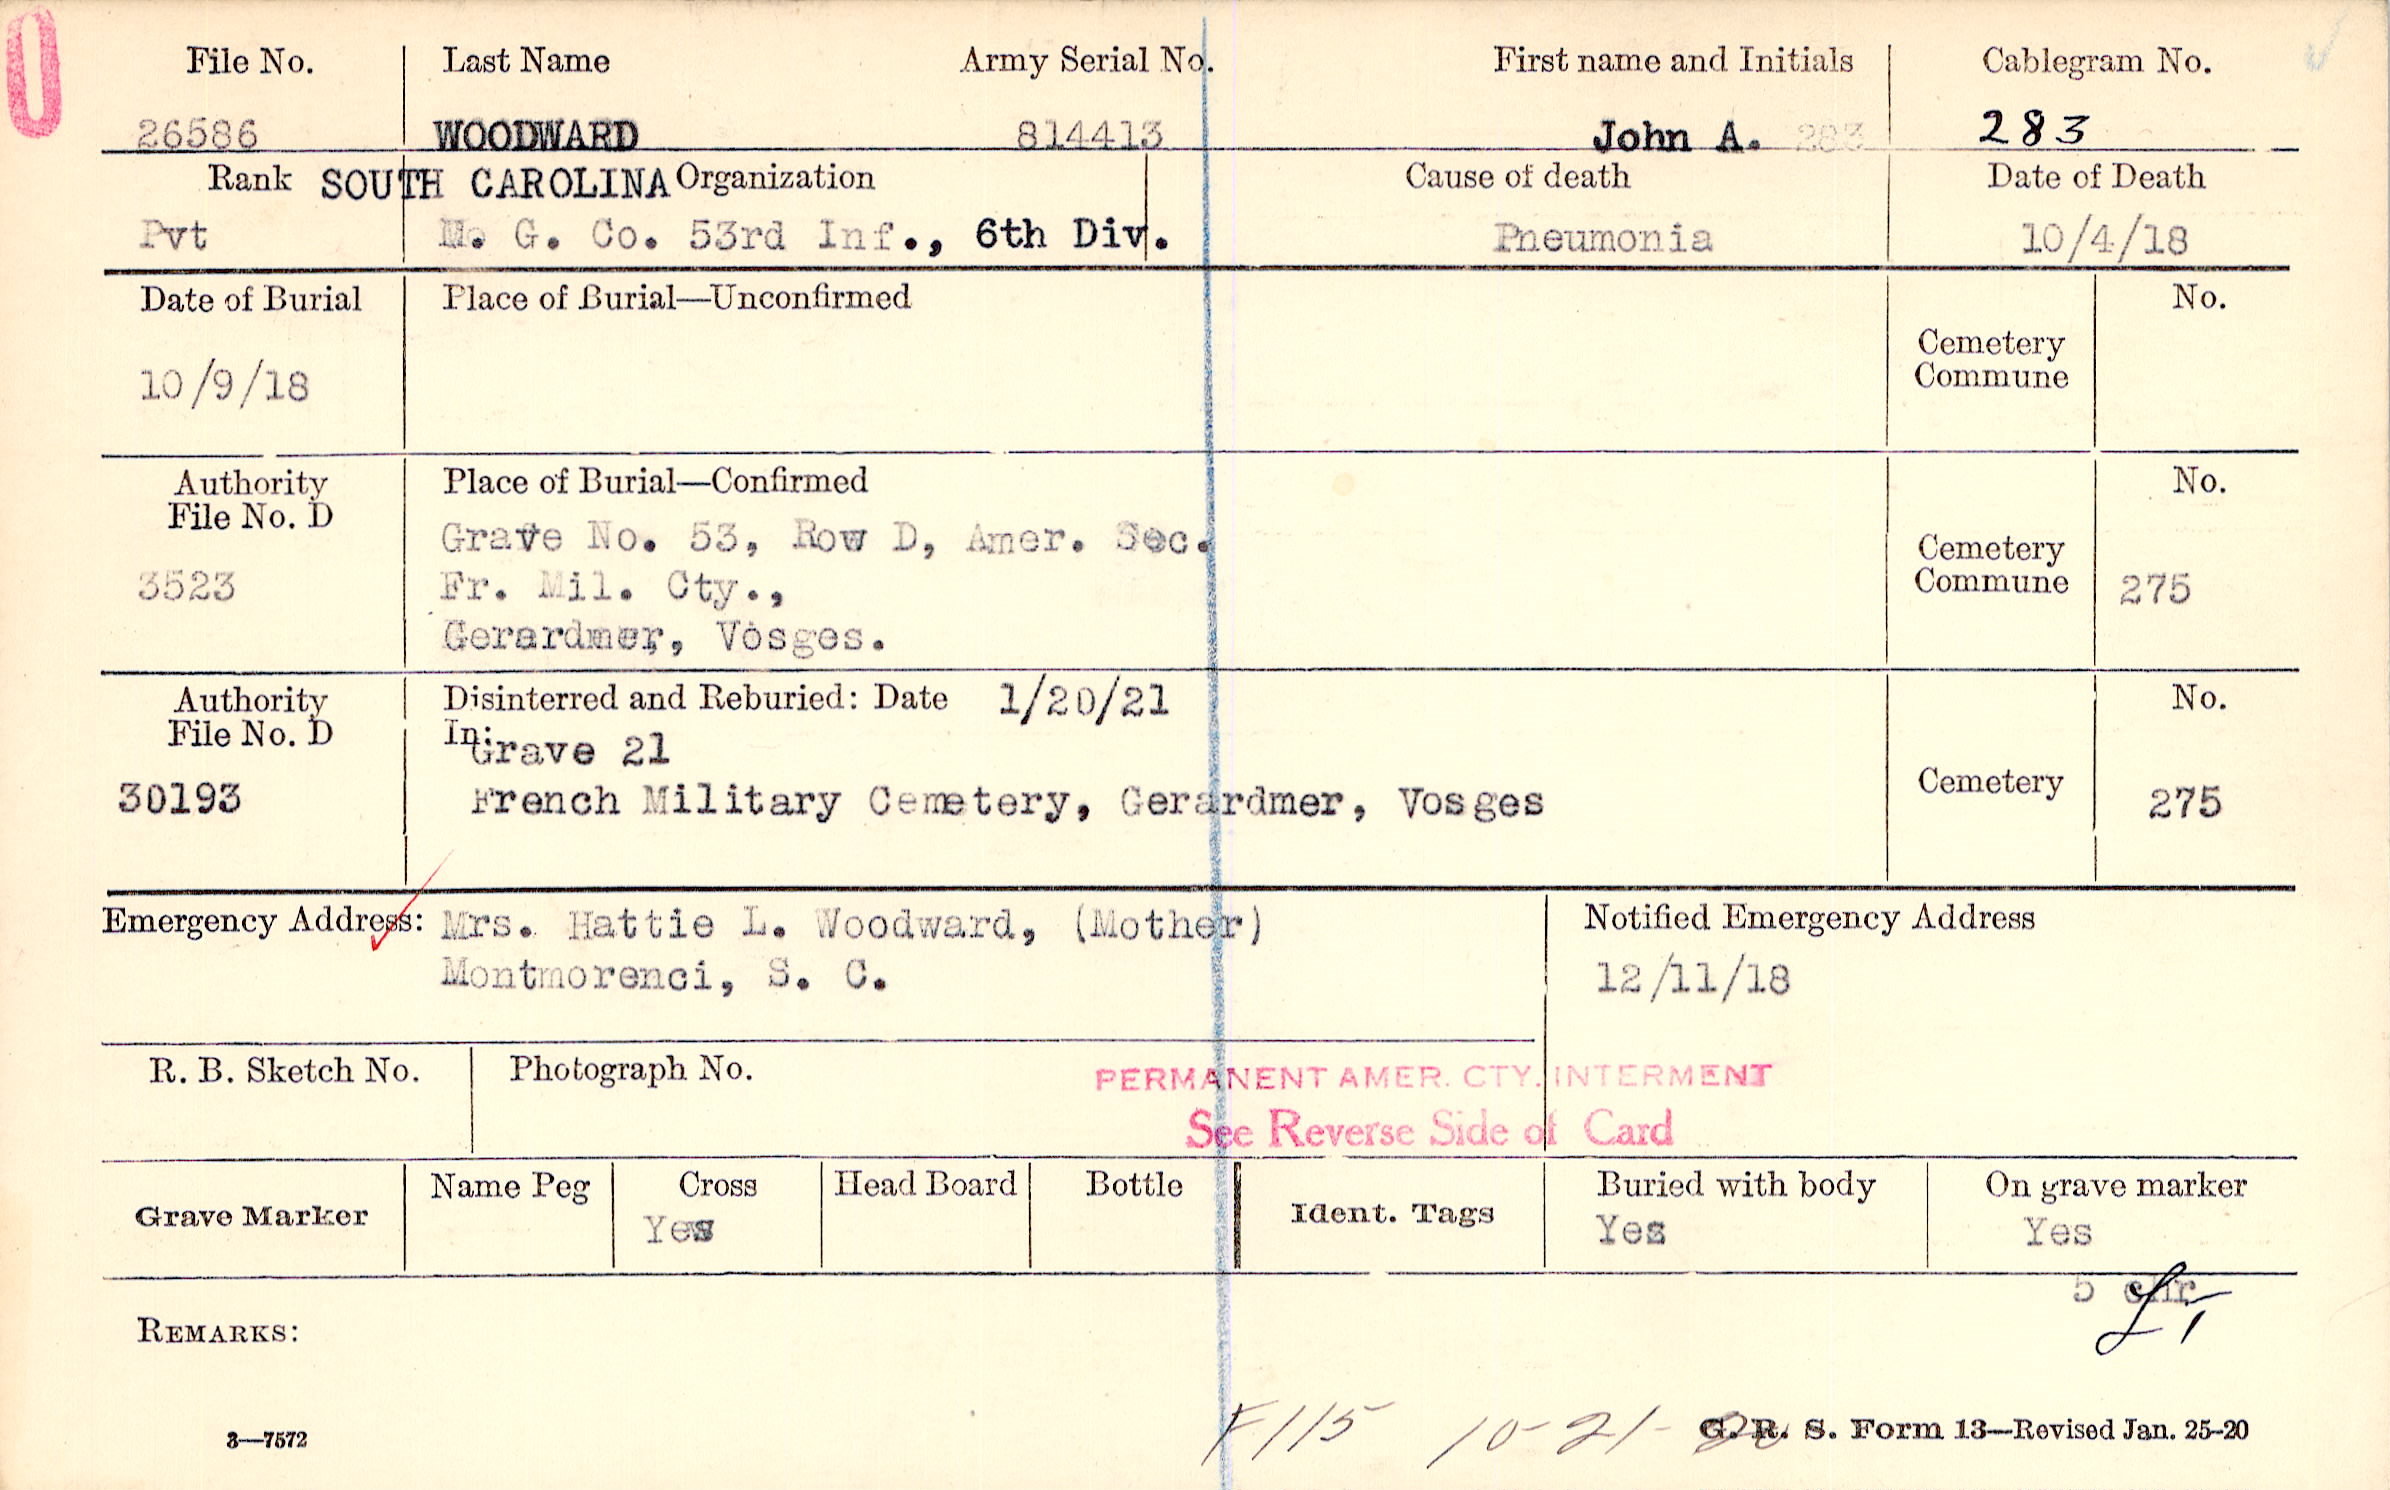 File No. Last Name Army Serial No. First name and Initials Cablegram No.
26586 WOODWARD 814413 John A. 283 283
Rank SOUTH CAROLINA Organization Cause of death Date of Death
Pvt M. G. Co. 53rd Inf., 6th Div. Pneumonia 10/4/18
Date of Burial Place of Burial—Unconfirmed No.
Cemetery
Commune
10/9/18
Authority Place of Burial—Confirmed No.
File No. D
Grave No. 53, Row D, Amer. Sec.
Cemetery
3523 Fr. Mil. Cty., Commune 275
Gerardmer, Vosges.
Authority Disinterred and Reburied: Date 1/20/21 No.
File No. D In:
Grave 21
30193 French Military Cemetery, Gerardmer, Vosges Cemetery 275
Emergency Address: Mrs. Hattie L. Woodward, (Mother) Notified Emergency Address
Montmorenci, S. C. 12/11/18
R. B. Sketch No. Photograph No.
PERMANENT AMER. CTY. INTERMENT
See Reverse Side of Card
Grave Marker Name Peg Cross Head Board Bottle Ident. Tags Buried with body On grave marker
Yes Yes Yes
5
REMARKS:
F115 10-21-
3—7572 G. R. S. Form 13—Revised Jan. 25-20